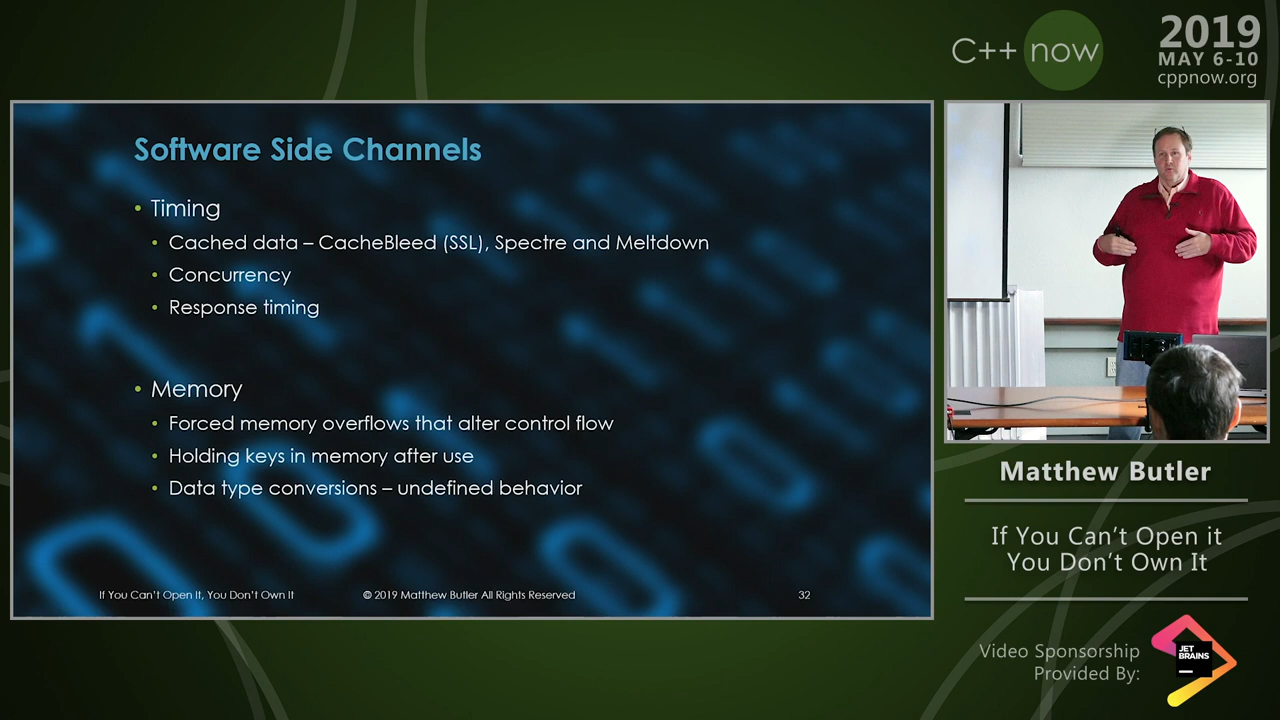 C++ now
2019
MAY 6-10
cppnow.org
Software Side Channels
• Timing
• Cached data – CacheBleed (SSL), Spectre and Meltdown
• Concurrency
• Response timing
• Memory
• Forced memory overflows that alter control flow
• Holding keys in memory after use
• Data type conversions – undefined behavior
If You Can't Open It, You Don't Own It
© 2019 Matthew Butler All Rights Reserved
32
Matthew Butler
If You Can't Open it
You Don't Own It
Video Sponsorship
Provided By:
JET
BRAINS